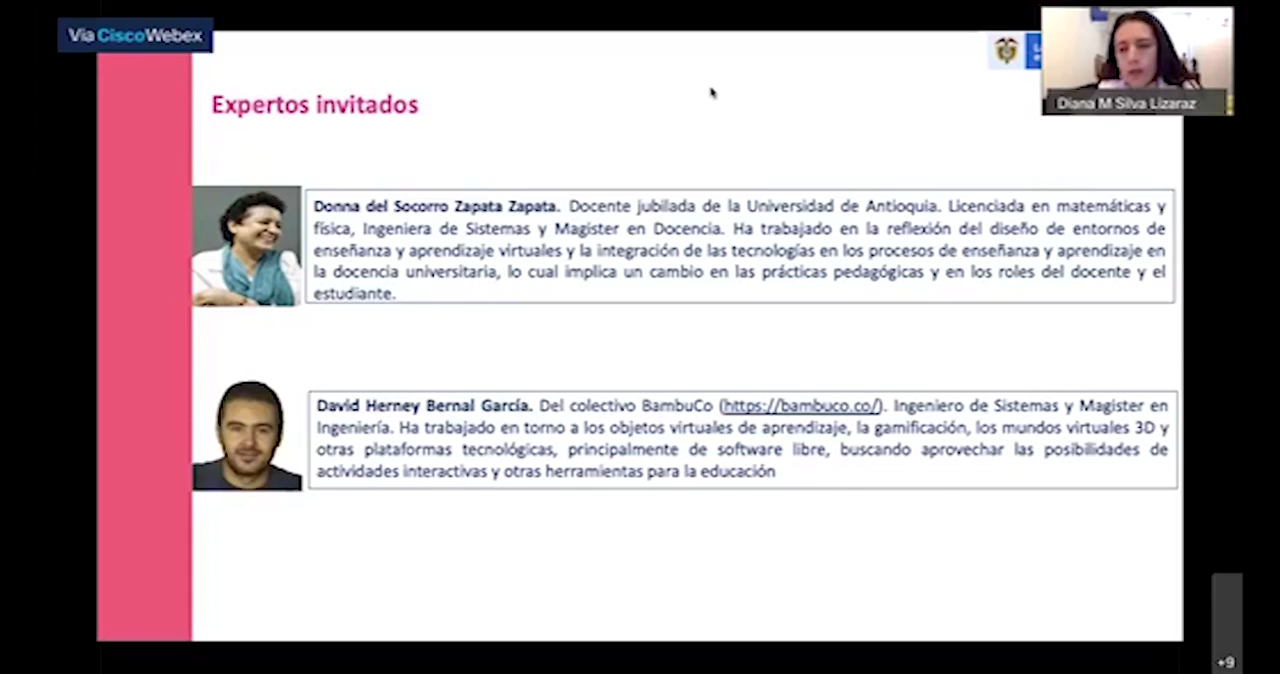 Via CiscoWebex
Diana M Silva Lizaraz
Expertos invitados
Donna del Socorro Zapata Zapata. Docente jubilada de la Universidad de Antioquia. Licenciada en matemáticas y
física, Ingeniera de Sistemas y Magister en Docencia. Ha trabajado en la reflexión del diseño de entornos de
enseñanza y aprendizaje virtuales y la integración de las tecnologías en los procesos de enseñanza y aprendizaje en
la docencia universitaria, lo cual implica un cambio en las prácticas pedagógicas y en los roles del docente y el
estudiante.
David Herney Bernal García. Del colectivo BambuCo (https://bambuco.co/). Ingeniero de Sistemas y Magister en
Ingeniería. Ha trabajado en torno a los objetos virtuales de aprendizaje, la gamificación, los mundos virtuales 3D y
otras plataformas tecnológicas, principalmente de software libre, buscando aprovechar las posibilidades de
actividades interactivas y otras herramientas para la educación
+9